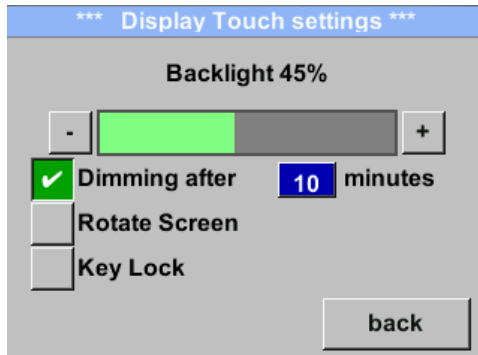 *** Display Touch settings ***
Backlight 45%
- +
Dimming after 10 minutes
Rotate Screen
Key Lock
back